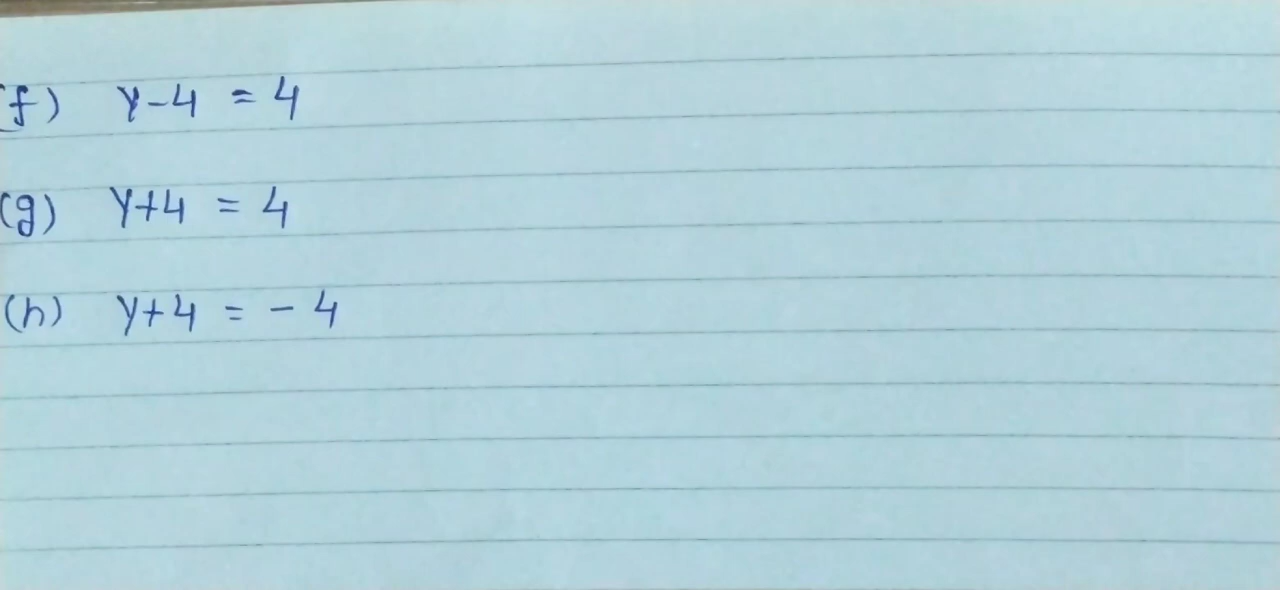 (f) y-4 = 4
(g) y+4 = 4
(h) y+4 = - 4